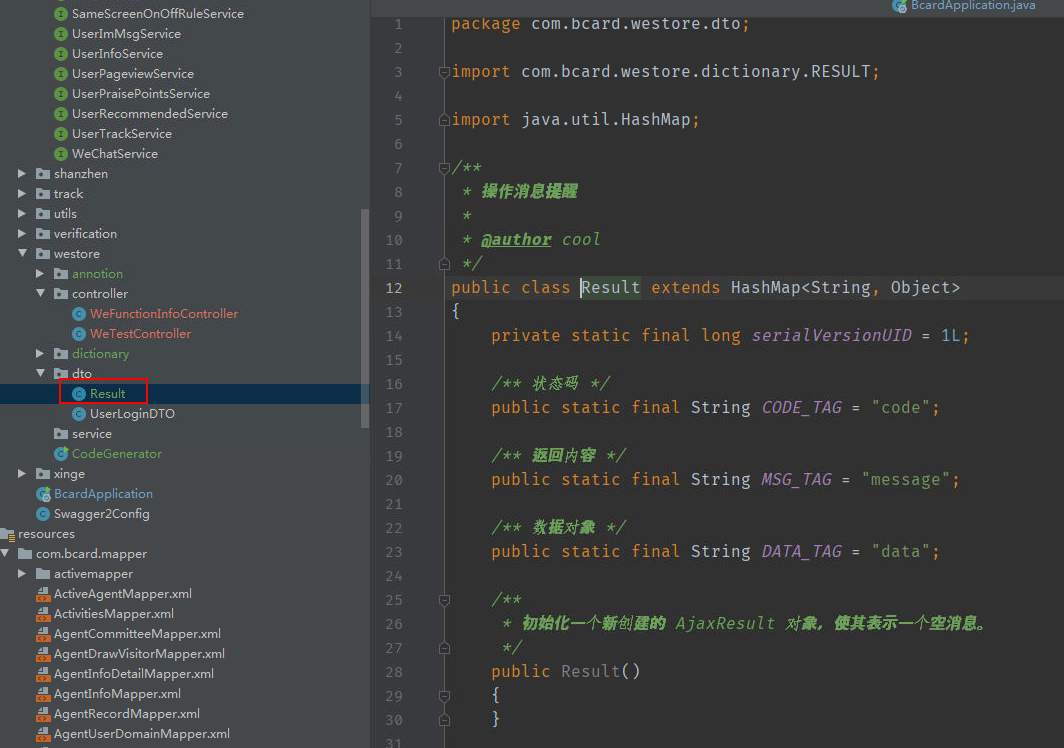 SameScreenOnOffRuleService
UserImMsgService
UserInfoService
UserPageviewService
UserPraisePointsService
UserRecommendedService
UserTrackService
WeChatService
shanzhen
track
utils
verification
westore
annotion
controller
WeFunctionInfoController
WeTestController
dictionary
dto
Result
UserLoginDTO
service
CodeGenerator
xinge
BcardApplication
Swagger2Config
resources
com.bcard.mapper
activemapper
ActiveAgentMapper.xml
ActivitiesMapper.xml
AgentCommitteeMapper.xml
AgentDrawVisitorMapper.xml
AgentInfoDetailMapper.xml
AgentInfoMapper.xml
AgentRecordMapper.xml
AgentUserDomainMapper.xml
BcardApplication.java
1 package com.bcard.westore.dto;
2
3 import com.bcard.westore.dictionary.RESULT;
4
5 import java.util.HashMap;
6
7 /**
8 * 操作消息提醒
9 *
10 * @author cool
11 */
12 public class Result extends HashMap<String, Object>
13 {
14 private static final long serialVersionUID = 1L;
15
16 /** 状态码 */
17 public static final String CODE_TAG = "code";
18
19 /** 返回内容 */
20 public static final String MSG_TAG = "message";
21
22 /** 数据对象 */
23 public static final String DATA_TAG = "data";
24
25 /**
26 * 初始化一个新创建的 AjaxResult 对象，使其表示一个空消息。
27 */
28 public Result()
29 {
30 }
31